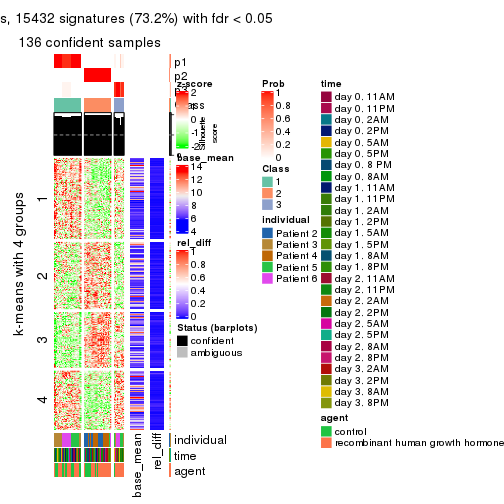 s, 15432 signatures (73.2%) with fdr < 0.05
136 confident samples
p1
p2
k-means with 4 groups
1
2
3
4
Silhouette
score
z-score
2
base_mean
14
12
10
8
6
4
rel_diff
1
0.8
0.6
0.4
0.2
0
Status (barplots)
confident
ambiguous
Prob
1
0.8
0.6
0.4
0.2
0
Class
1
2
3
individual
Patient 2
Patient 3
Patient 4
Patient 5
Patient 6
time
day 0. 11AM
day 0. 11PM
day 0. 2AM
day 0. 2PM
day 0. 5AM
day 0. 5PM
day 0. 8 PM
day 0. 8AM
day 1. 11AM
day 1. 11PM
day 1. 2AM
day 1. 2PM
day 1. 5AM
day 1. 5PM
day 1. 8AM
day 1. 8PM
day 2. 11AM
day 2. 11PM
day 2. 2AM
day 2. 2PM
day 2. 5AM
day 2. 5PM
day 2. 8AM
day 2. 8PM
day 3. 2AM
day 3. 2PM
day 3. 8AM
day 3. 8PM
agent
control
recombinant human growth hormone
individual
time
agent
base_mean
rel_diff